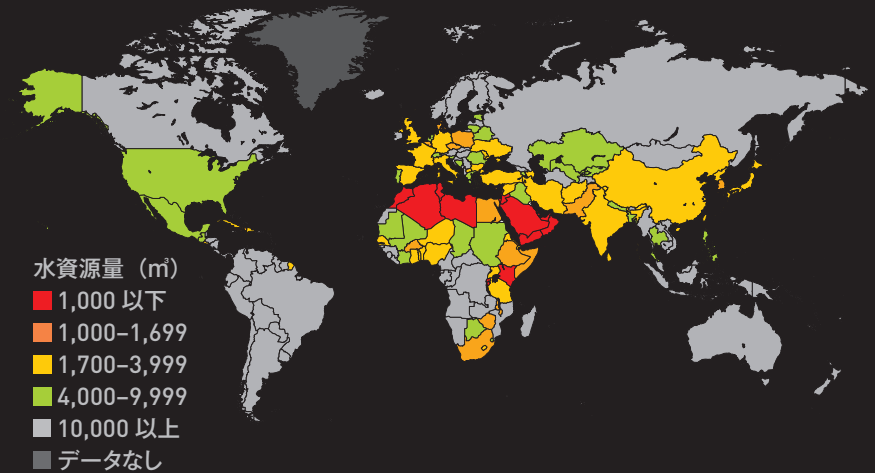 水資源量（㎥）
1,000 以下
1,000–1,699
1,700–3,999
4,000–9,999
10,000 以上
データなし